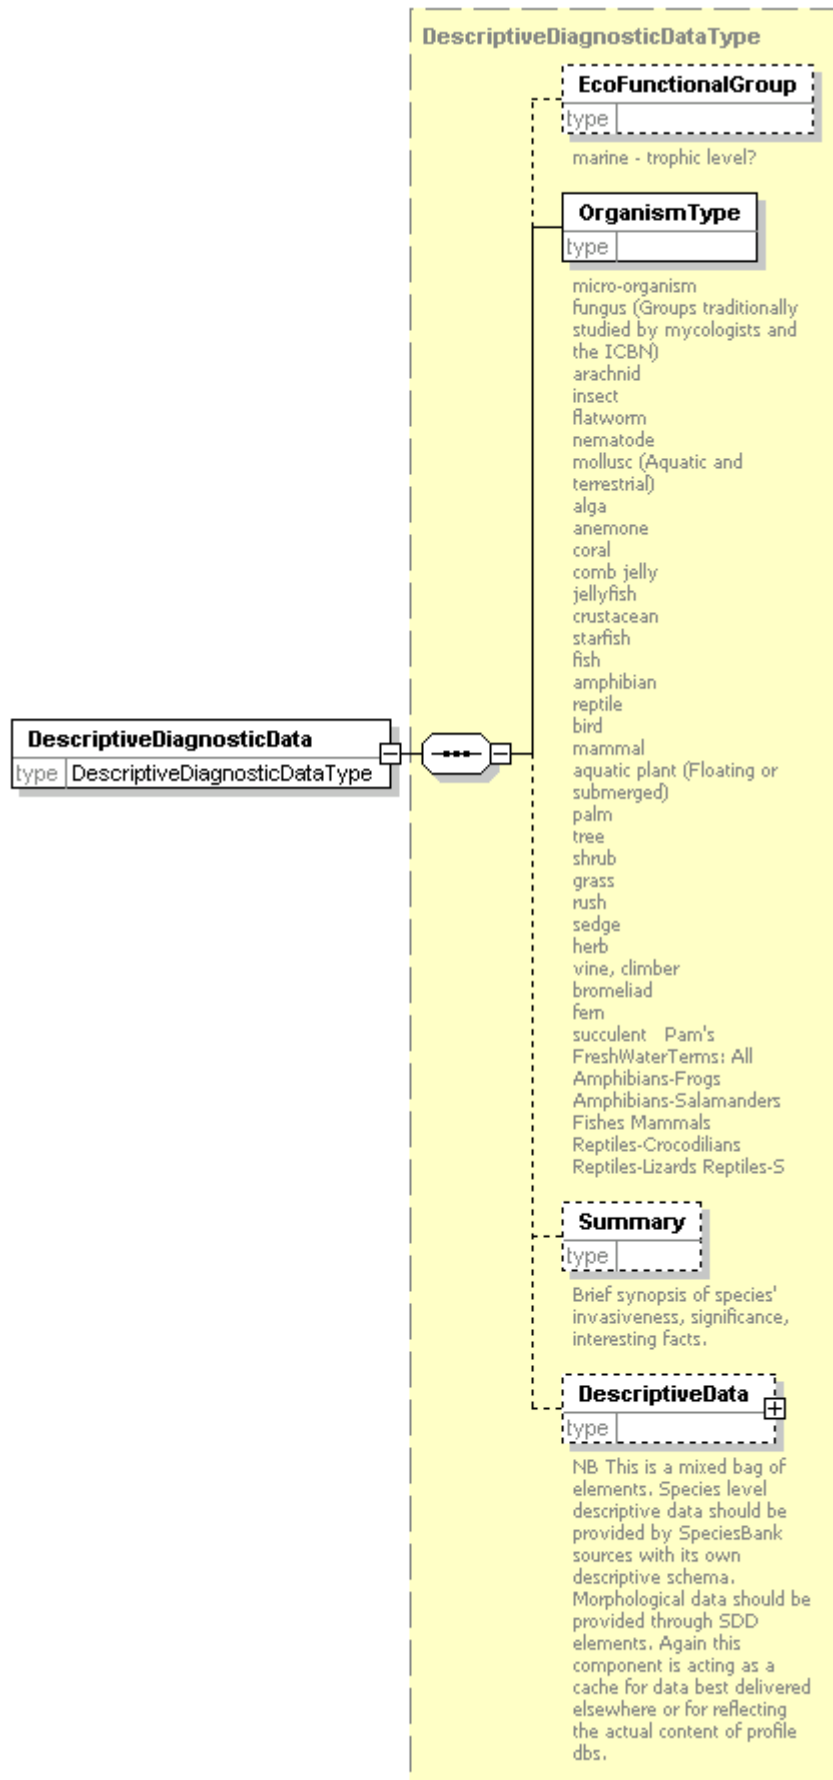 DescriptiveDiagnosticDataType
EcoFunctionalGroup
type
marine - trophic level?
OrganismType
type
micro-organism
fungus (Groups traditionally
studied by mycologists and
the ICBN)
arachnid
insect
flatworm
nematode
mollusc (Aquatic and
terrestrial)
alga
anemone
coral
comb jelly
jellyfish
crustacean
starfish
fish
amphibian
reptile
bird
mammal
aquatic plant (Floating or
submerged)
palm
tree
shrub
grass
rush
sedge
herb
vine, climber
bromeliad
fern
succulent Pam's
FreshWaterTerms: All
Amphibians-Frogs
Amphibians-Salamanders
Fishes Mammals
Reptiles-Crocodilians
Reptiles-Lizards Reptiles-S
DescriptiveDiagnosticData
type DescriptiveDiagnosticDataType
Summary
type
Brief synopsis of species'
invasiveness, significance,
interesting facts.
DescriptiveData
type
NB This is a mixed bag of
elements. Species level
descriptive data should be
provided by SpeciesBank
sources with its own
descriptive schema.
Morphological data should be
provided through SDD
elements. Again this
component is acting as a
cache for data best delivered
elsewhere or for reflecting
the actual content of profile
dbs.